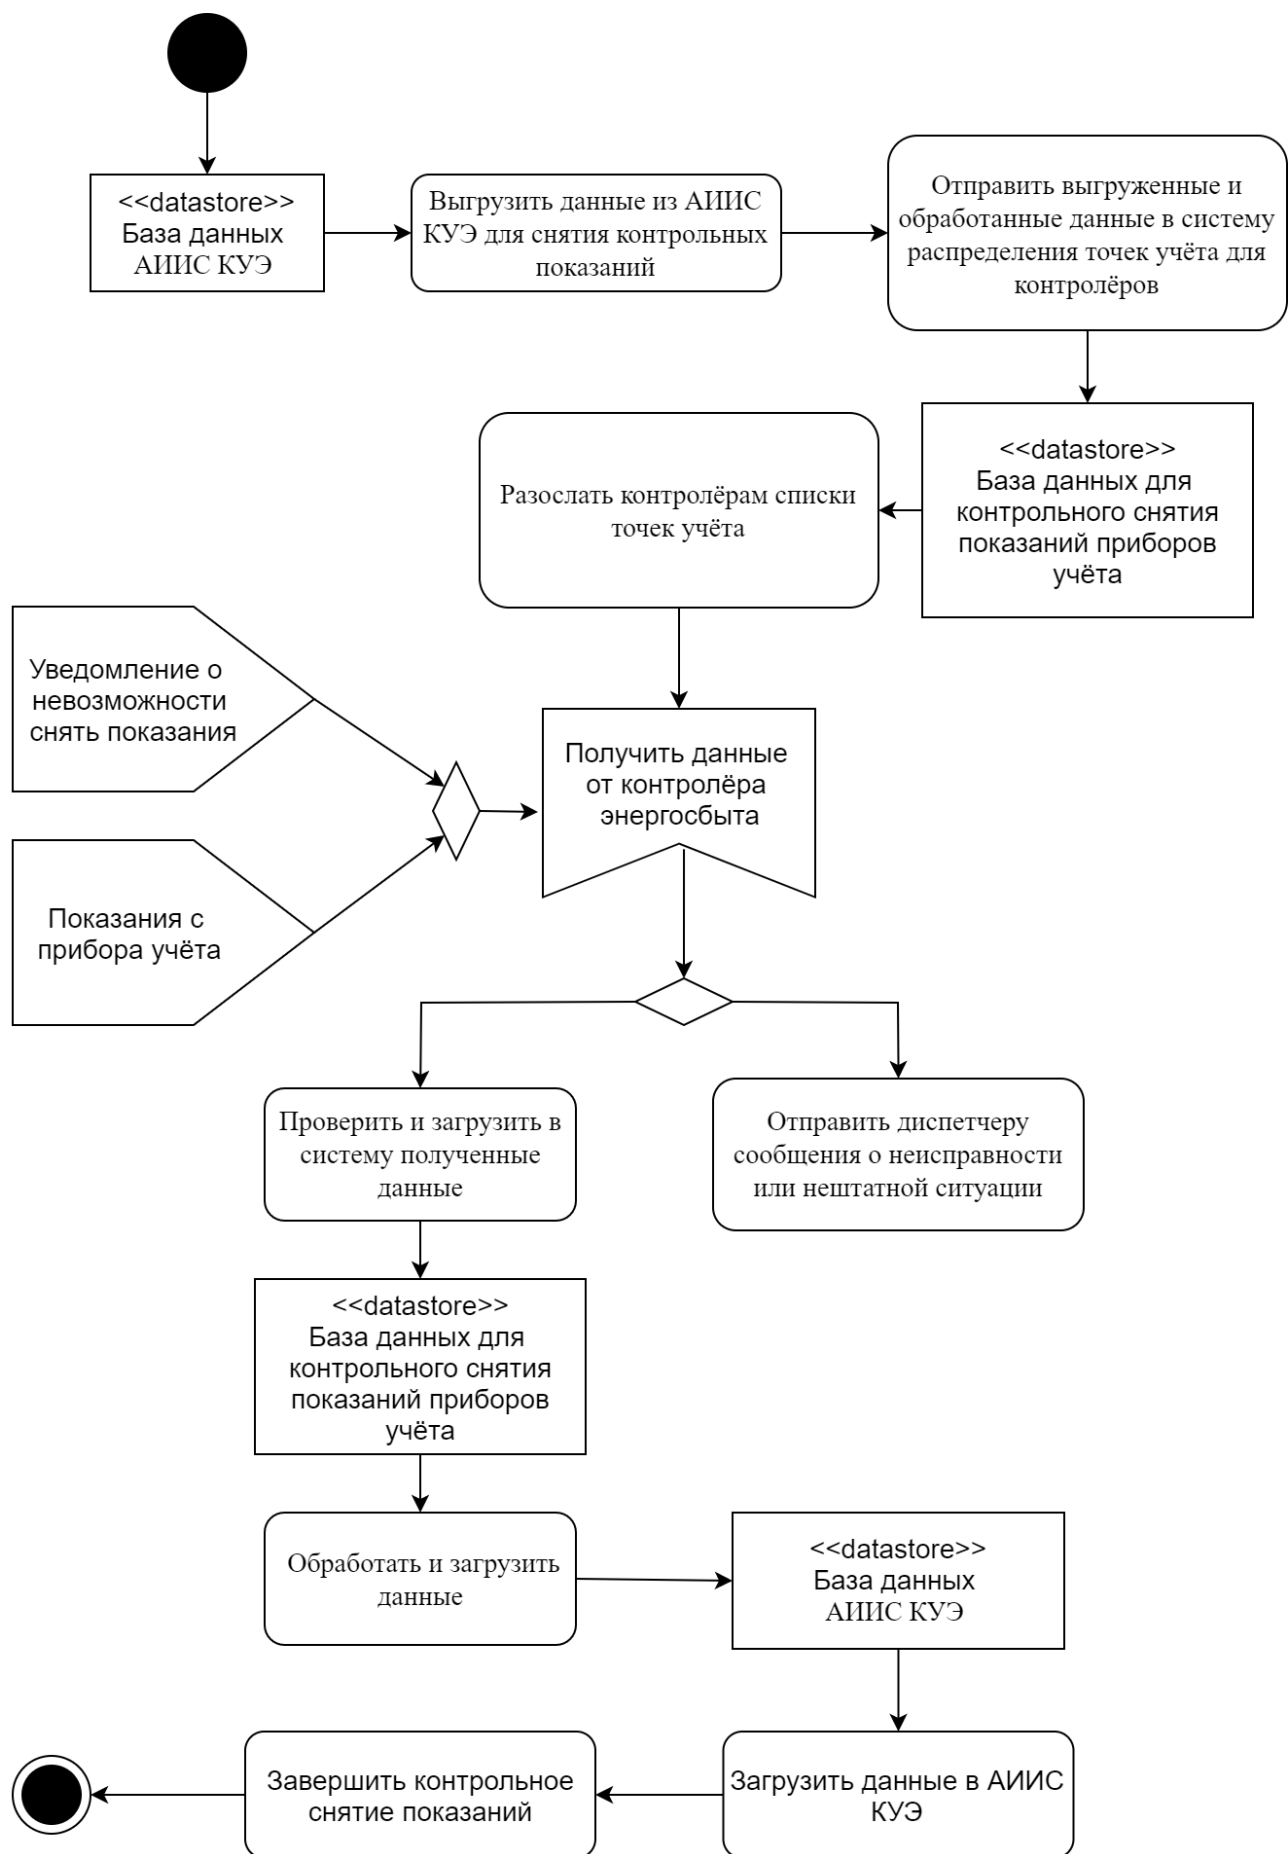 <<datastore>>
База данных
АИИС КУЭ
Выгрузить данные из АИИС
КУЭ для снятия контрольных
показаний
Отправить выгруженные и
обработанные данные в систему
распределения точек учёта для
контролёров
<<datastore>>
База данных для
контрольного снятия
показаний приборов
учёта
Разослать контролёрам списки
точек учёта
Уведомление о
невозможности
снять показания
Получить данные
от контролёра
энергосбыта
Показания с
прибора учёта
Проверить и загрузить в
систему полученные
данные
Отправить диспетчеру
сообщения о неисправности
или нештатной ситуации
<<datastore>>
База данных для
контрольного снятия
показаний приборов
учёта
Обработать и загрузить
данные
<<datastore>>
База данных
АИИС КУЭ
Загрузить данные в АИИС
КУЭ
Завершить контрольное
снятие показаний